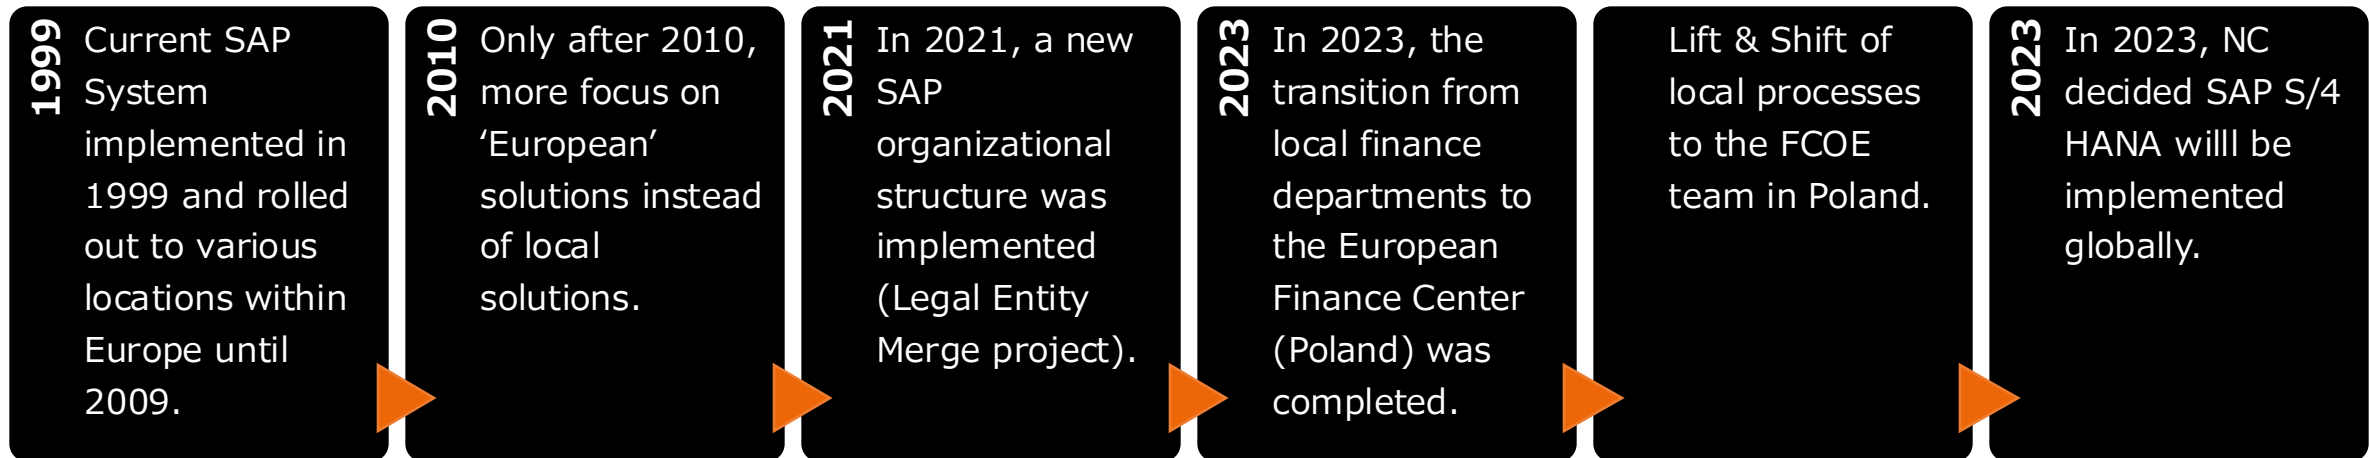 1999
Current SAP
System
implemented in
1999 and rolled
out to various
locations within
Europe until
2009.
2010
Only after 2010,
more focus on
‘European’
solutions instead
of local
solutions.
2021
In 2021, a new
SAP
organizational
structure was
implemented
(Legal Entity
Merge project).
2023
In 2023, the
transition from
local finance
departments to
the European
Finance Center
(Poland) was
completed.
Lift & Shift of
local processes
to the FCOE
team in Poland.
2023
In 2023, NC
decided SAP S/4
HANA willl be
implemented
globally.